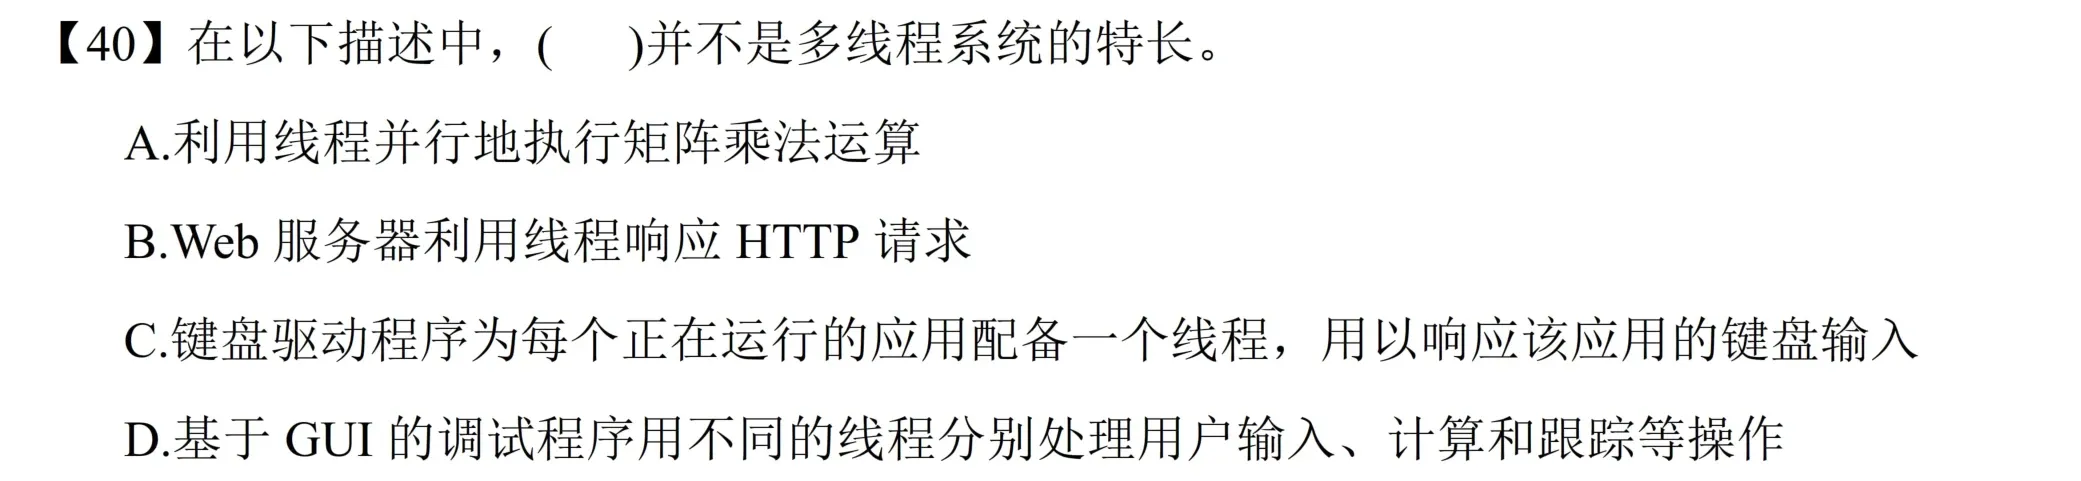 【40】在以下描述中，(   )并不是多线程系统的特长。
A.利用线程并行地执行矩阵乘法运算
B.Web 服务器利用线程响应 HTTP 请求
C.键盘驱动程序为每个正在运行的应用配备一个线程，用以响应该应用的键盘输入
D.基于 GUI 的调试程序用不同的线程分别处理用户输入、计算和跟踪等操作